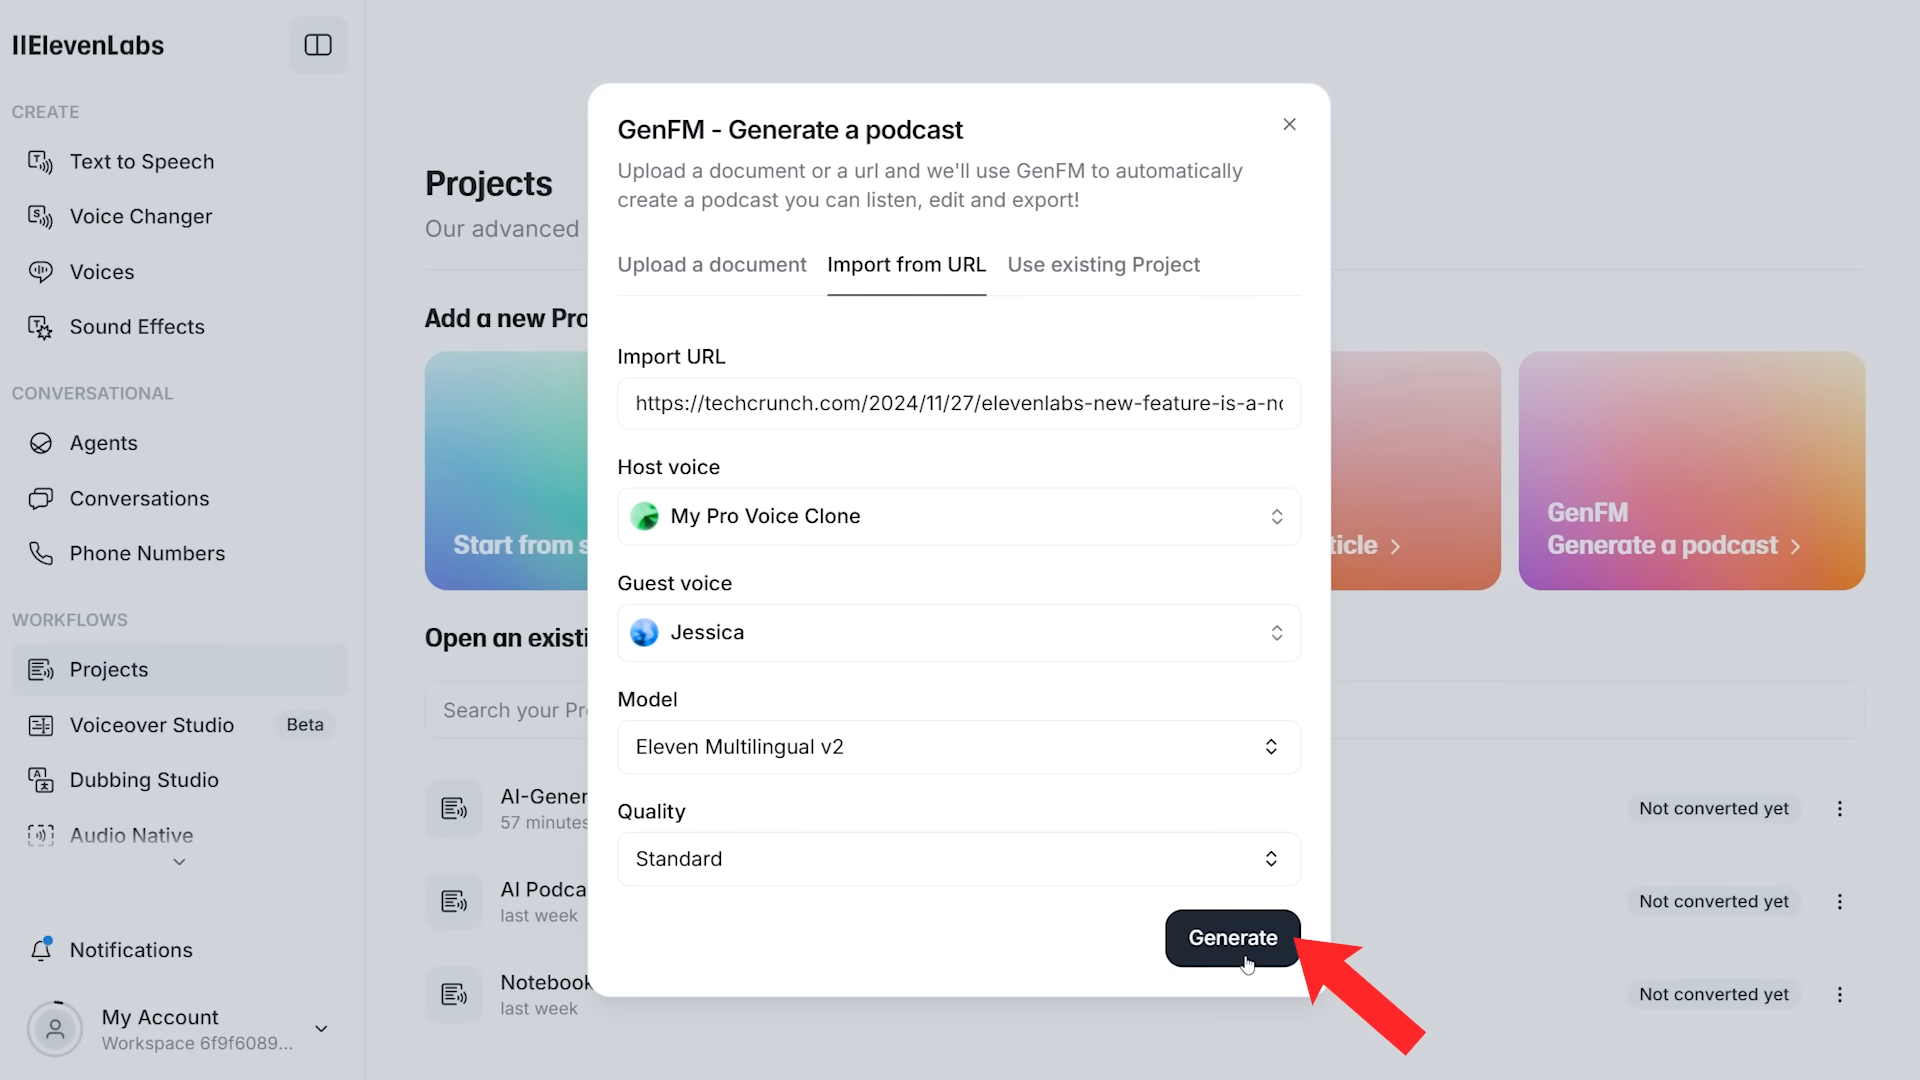 IIElevenLabs
CREATE
Text to Speech
Voice Changer
Voices
Sound Effects
CONVERSATIONAL
Agents
Conversations
Phone Numbers
WORKFLOWS
Projects
Voiceover Studio Beta
Dubbing Studio
Audio Native
Notifications
My Account
Workspace 6f9f6089...
Projects
Our advanced
Add a new Pro
Start from s
ticle
GenFM
Generate a podcast
Open an existi
Search your Pr
AI-Gener
57 minutes
Not converted yet
AI Podca
last week
Not converted yet
Notebook
last week
Not converted yet
GenFM - Generate a podcast
Upload a document or a url and we'll use GenFM to automatically
create a podcast you can listen, edit and export!
Upload a document Import from URL Use existing Project
Import URL
https://techcrunch.com/2024/11/27/elevenlabs-new-feature-is-a-no
Host voice
My Pro Voice Clone
Guest voice
Jessica
Model
Eleven Multilingual v2
Quality
Standard
Generate